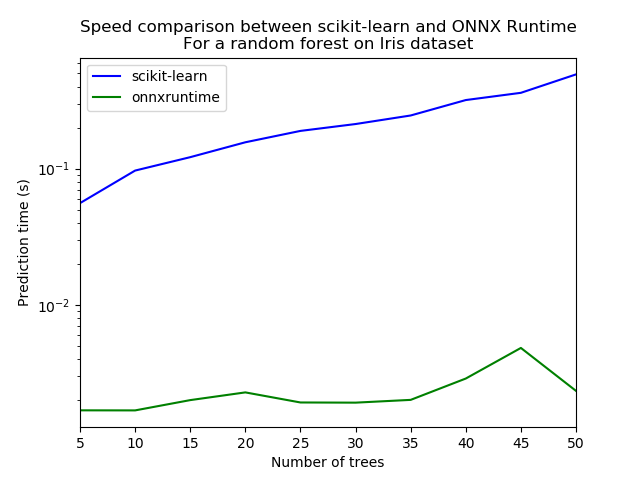 Speed comparison between scikit-learn and ONNX Runtime
For a random forest on Iris dataset
scikit-learn
onnxruntime
Prediction time (s)
10⁻¹
10⁻²
5 10 15 20 25 30 35 40 45 50
Number of trees